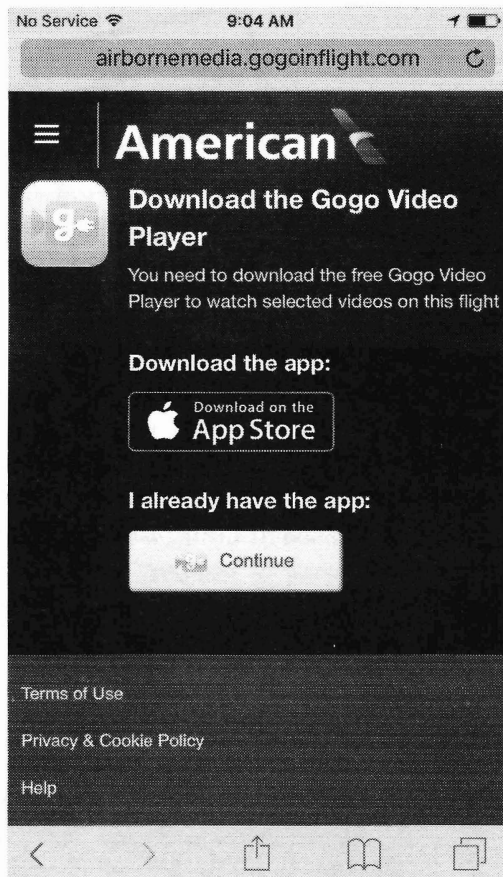 No Service 9:04 AM
airbornemedia.gogoinflight.com
American
g
Download the Gogo Video
Player
You need to download the free Gogo Video
Player to watch selected videos on this flight
Download the app:
Download on the
App Store
I already have the app:
Continue
Terms of Use
Privacy & Cookie Policy
Help